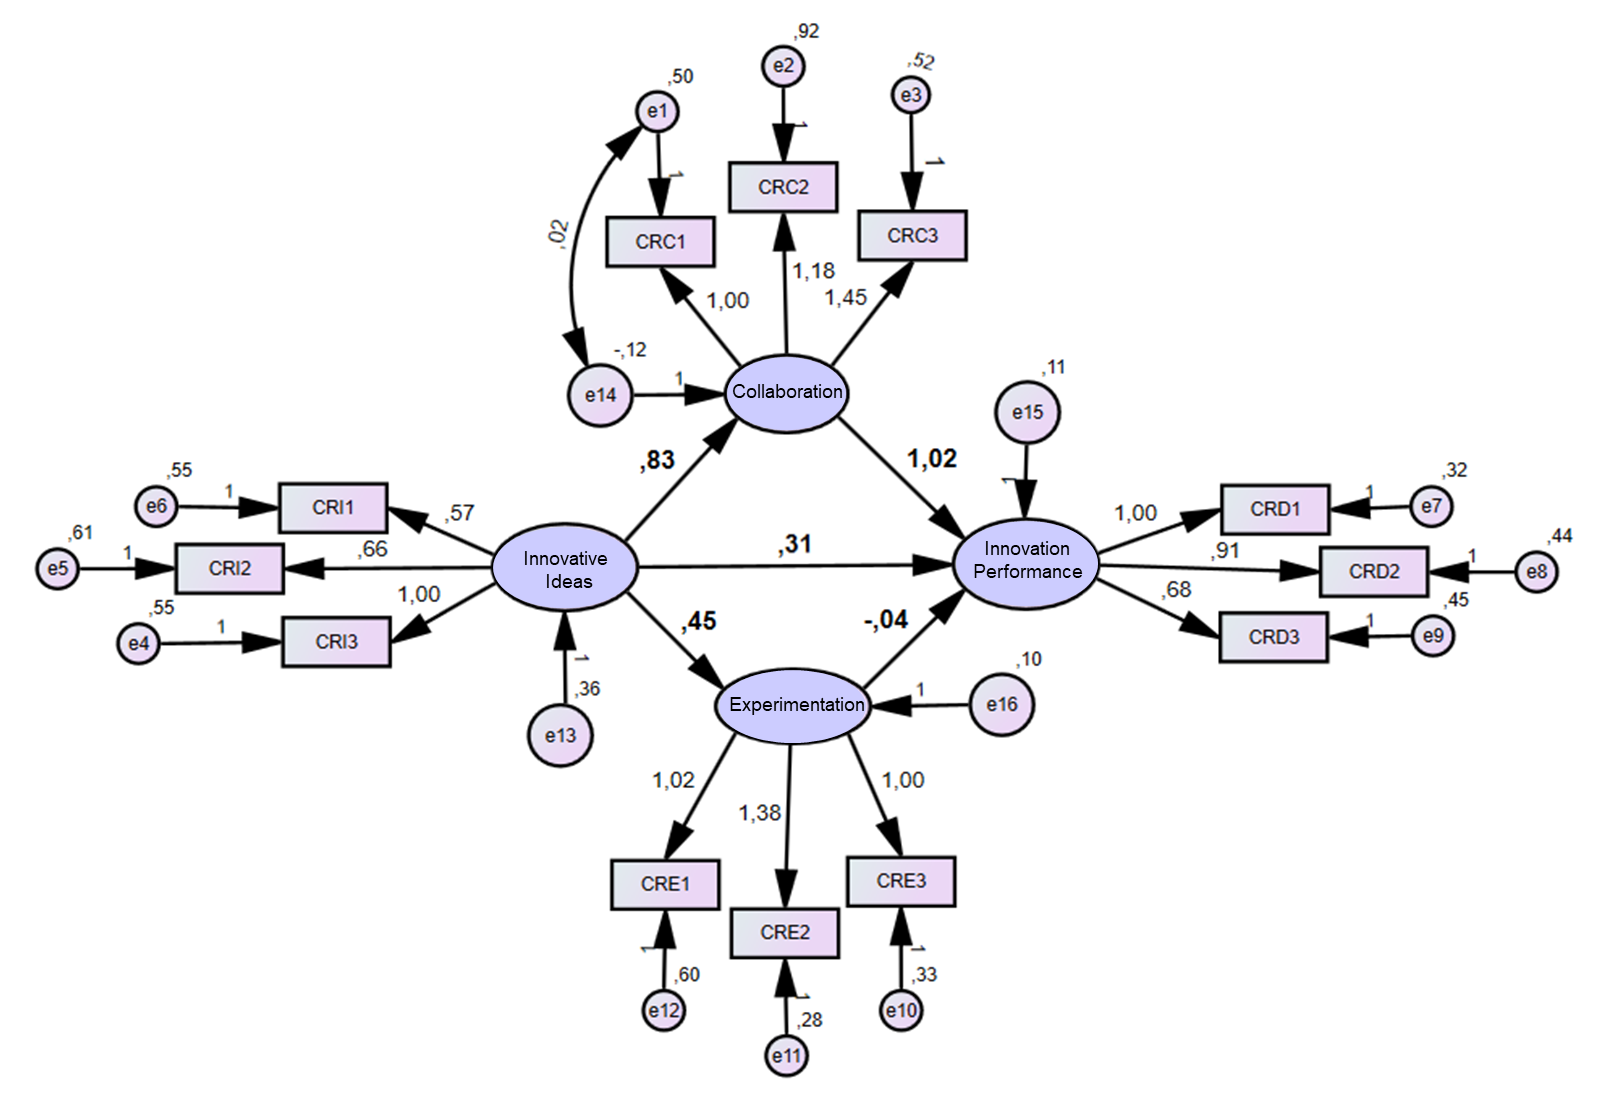 ,92
e2
,52
e3
,50
e1
1
1
1
CRC2
CRC1
CRC3
,02
1,18
1,00
1,45
-,12
e14
1
Collaboration
,11
e15
1
,83
1,02
,55
e6
1
CRI1
,57
,61
e5
1
CRI2
,66
,55
e4
1
CRI3
1,00
Innovative
Ideas
,31
Innovation
Performance
1,00
CRD1
1
,32
e7
,91
CRD2
1
,44
e8
,68
CRD3
1
,45
e9
,45
-,04
1
,36
e13
Experimentation
1
,10
e16
1,02
1,38
1,00
CRE1
CRE2
CRE3
1
,60
e12
1
,28
e11
1
,33
e10